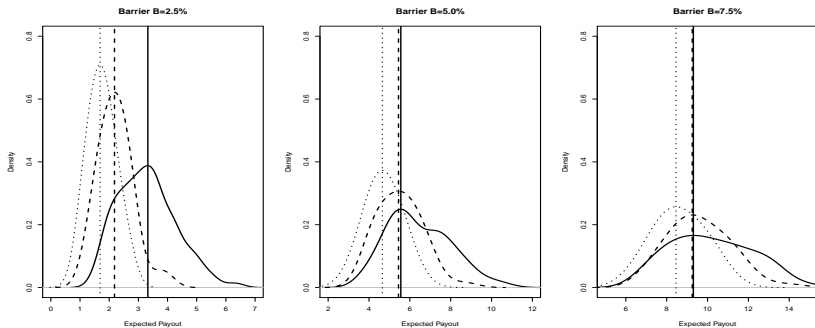 Barrier B=2.5%
Density
0.0 0.2 0.4 0.6 0.8
0 1 2 3 4 5 6 7
Expected Payout
Barrier B=5.0%
Density
0.0 0.2 0.4 0.6 0.8
2 4 6 8 10 12
Expected Payout
Barrier B=7.5%
Density
0.0 0.2 0.4 0.6 0.8
6 8 10 12 14
Expected Payout